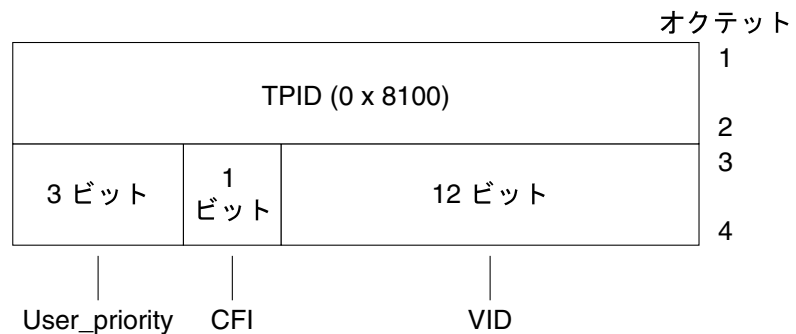 オクテット
1
TPID (0 x 8100)
2
3
3 ビット
1
ビット
12 ビット
4
User_priority
CFI
VID